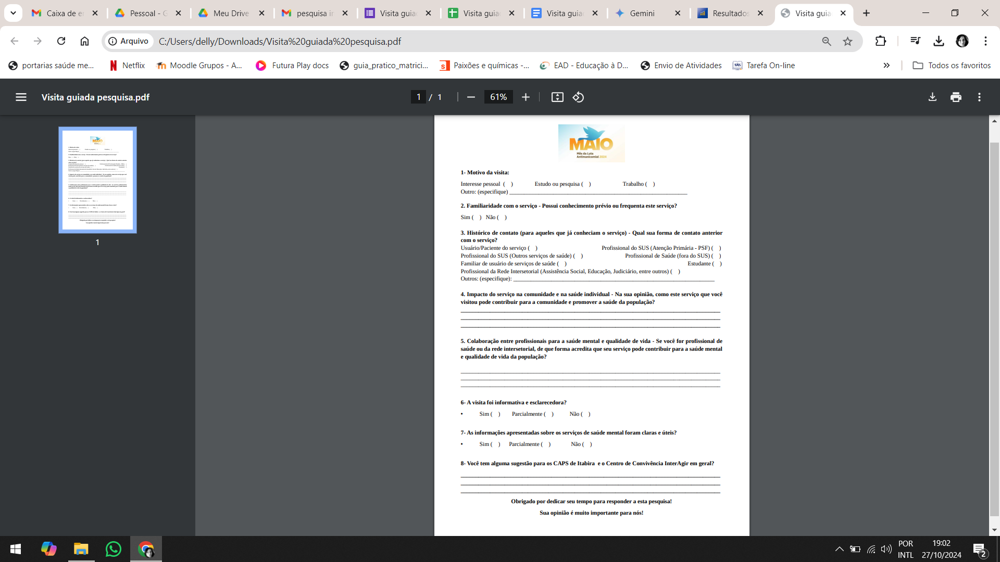 Caixa de e
Pessoal - G
Meu Drive
pesquisa in
Visita guia
Visita guia
Visita guia
Gemini
Resultados
Visita guia
Arquivo
C:/Users/delly/Downloads/Visita%20guiada%20pesquisa.pdf
portarias saúde me...
Netflix
Moodle Grupos - A...
Futura Play docs
guia_pratico_matrici...
Paixões e químicas -...
EAD - Educação à D...
Envio de Atividades
Tarefa On-line
Todos os favoritos
Visita guiada pesquisa.pdf
1 / 1
61%
1
MAIO
Mês da Luta
Antimanicomial 2024
1- Motivo da visita:
Interesse pessoal ( ) Estudo ou pesquisa ( ) Trabalho ( )
Outro: (especifique) ____________
2. Familiaridade com o serviço - Possui conhecimento prévio ou frequenta este serviço?
Sim ( ) Não ( )
3. Histórico de contato (para aqueles que já conheciam o serviço) - Qual sua forma de contato anterior
com o serviço?
Usuário/Paciente do serviço ( ) Profissional do SUS (Atenção Primária - PSF) ( )
Profissional do SUS (Outros serviços de saúde) ( ) Profissional de Saúde (fora do SUS) ( )
Familiar de usuário de serviços de saúde ( ) Estudante ( )
Profissional da Rede Intersetorial (Assistência Social, Educação, Judiciário, entre outros) ( )
Outros: (especifique): ____________
4. Impacto do serviço na comunidade e na saúde individual - Na sua opinião, como este serviço que você
visitou pode contribuir para a comunidade e promover a saúde da população?
5. Colaboração entre profissionais para a saúde mental e qualidade de vida - Se você for profissional de
saúde ou da rede intersetorial, de que forma acredita que seu serviço pode contribuir para a saúde mental
e qualidade de vida da população?
6- A visita foi informativa e esclarecedora?
• Sim ( ) Parcialmente ( ) Não ( )
7- As informações apresentadas sobre os serviços de saúde mental foram claras e úteis?
• Sim ( ) Parcialmente ( ) Não ( )
8- Você tem alguma sugestão para os CAPS de Itabira e o Centro de Convivência InterAgir em geral?
Obrigado por dedicar seu tempo para responder a esta pesquisa!
Sua opinião é muito importante para nós!
POR
INTL
19:02
27/10/2024
2